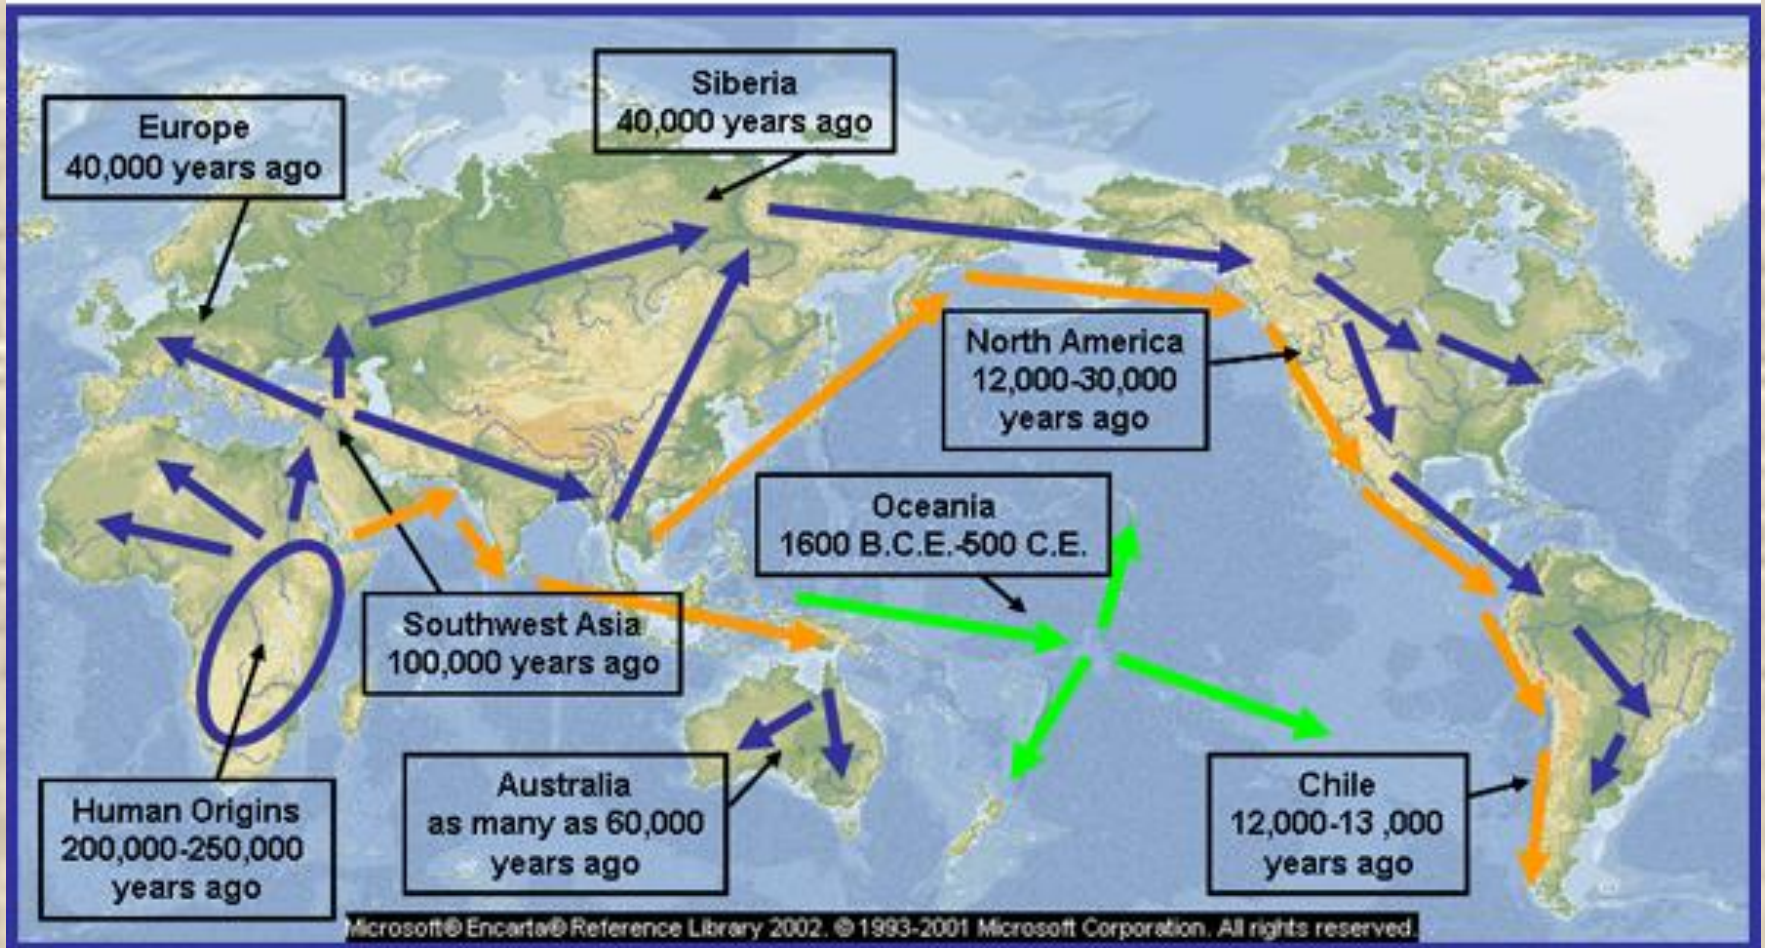 Siberia
40,000 years ago
Europe
40,000 years ago
North America
12,000-30,000
years ago
Oceania
1600 B.C.E.-500 C.E.
Southwest Asia
100,000 years ago
Human Origins
200,000-250,000
years ago
Australia
as many as 60,000
years ago
Chile
12,000-13 ,000
years ago
Microsoft® Encarta® Reference Library 2002. © 1993-2001 Microsoft Corporation. All rights reserved.